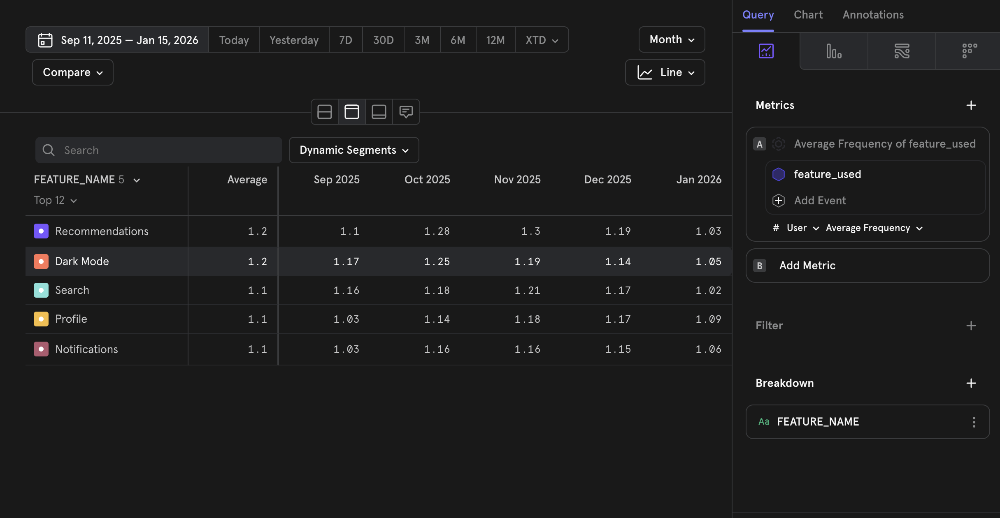 Sep 11, 2025 – Jan 15, 2026 Today Yesterday 7D 30D 3M 6M 12M XTD Month
Compare Line
Search Dynamic Segments
FEATURE_NAME 5 Average Sep 2025 Oct 2025 Nov 2025 Dec 2025 Jan 2026
Top 12
Recommendations 1.2 1.1 1.28 1.3 1.19 1.03
Dark Mode 1.2 1.17 1.25 1.19 1.14 1.05
Search 1.1 1.16 1.18 1.21 1.17 1.02
Profile 1.1 1.03 1.14 1.18 1.17 1.09
Notifications 1.1 1.03 1.16 1.16 1.15 1.06
Query Chart Annotations
Metrics
A Average Frequency of feature_used
feature_used
Add Event
# User Average Frequency
B Add Metric
Filter
Breakdown
Aa FEATURE_NAME